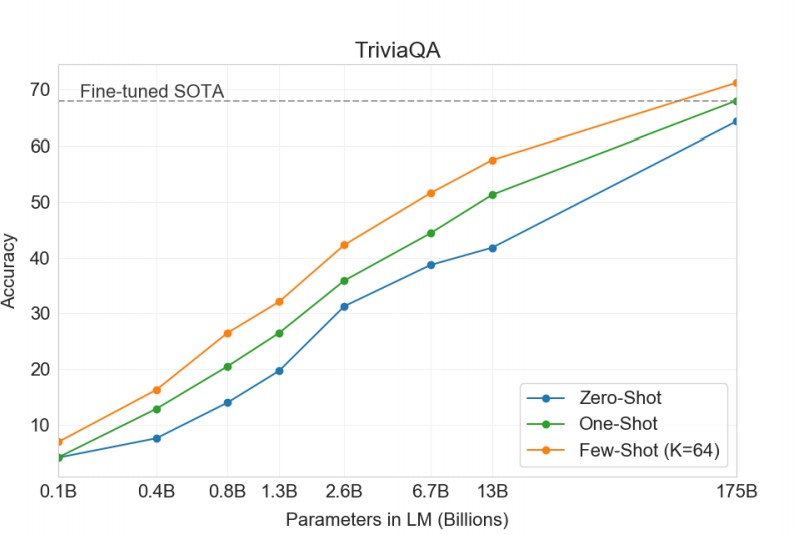 TriviaQA
Fine-tuned SOTA
70
60
50
40
30
20
10
Accuracy
0.1B 0.4B 0.8B 1.3B 2.6B 6.7B 13B 175B
Parameters in LM (Billions)
Zero-Shot
One-Shot
Few-Shot (K=64)